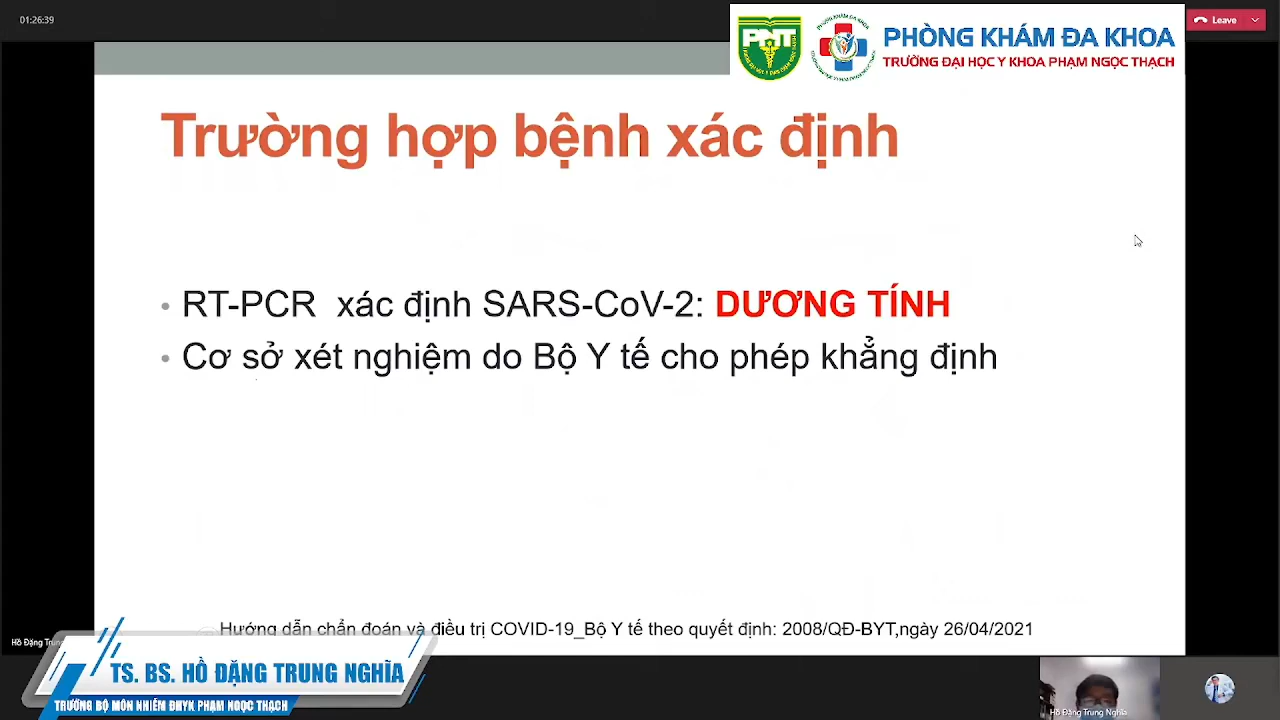 01:26:39
PNT
PHÒNG KHÁM ĐA KHOA
TRƯỜNG ĐẠI HỌC Y KHOA PHẠM NGỌC THẠCH
Leave
Trường hợp bệnh xác định
• RT-PCR xác định SARS-CoV-2: DƯƠNG TÍNH
• Cơ sở xét nghiệm do Bộ Y tế cho phép khẳng định
Hướng dẫn chẩn đoán và điều trị COVID-19_Bộ Y tế theo quyết định: 2008/QĐ-BYT,ngày 26/04/2021
Hồ Đặng Trung
TS. BS. HỒ ĐẶNG TRUNG NGHĨA
TRƯỞNG BỘ MÔN NHIỄM ĐHYK PHẠM NGỌC THẠCH
Hồ Đặng Trung Nghĩa